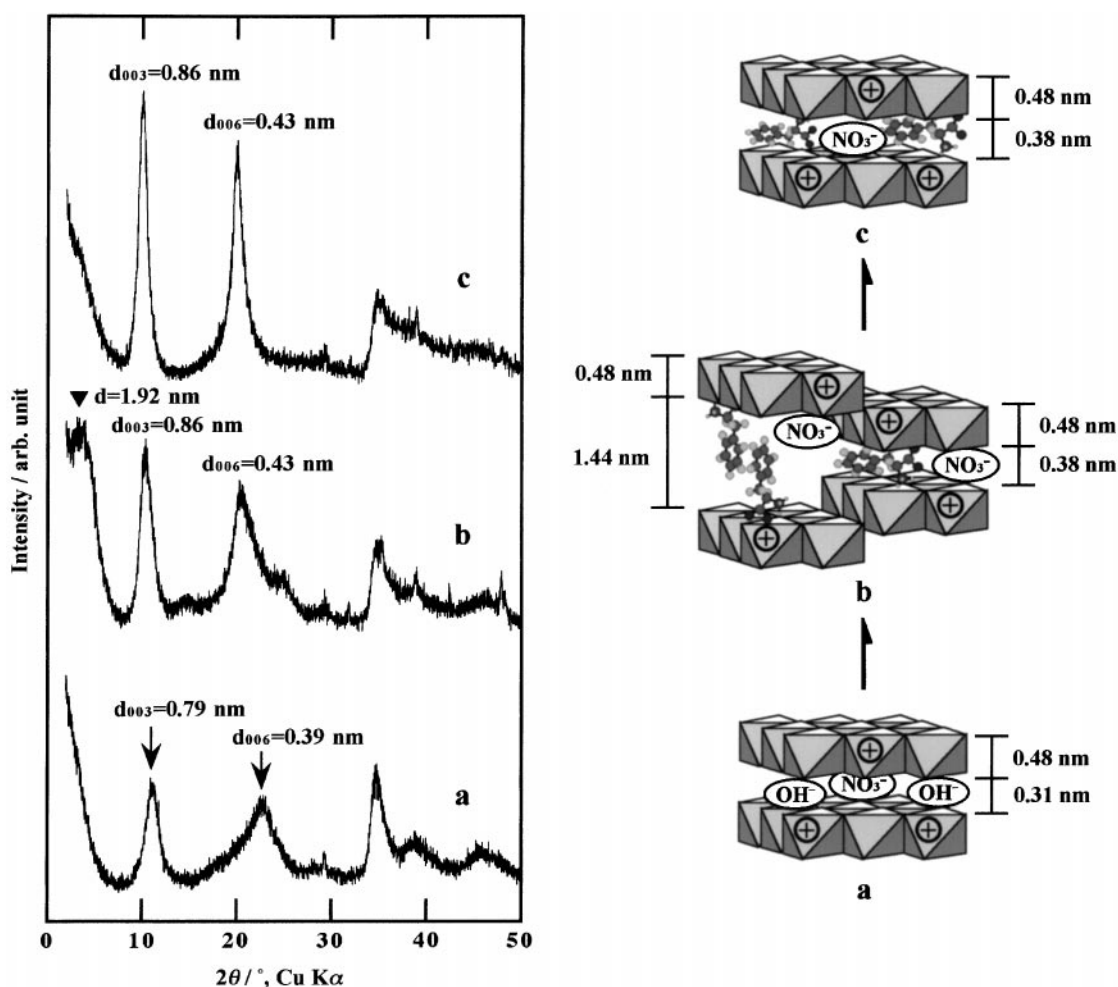 d003=0.86 nm
d006=0.43 nm
c
d=1.92 nm
d003=0.86 nm
d006=0.43 nm
b
d003=0.79 nm
d006=0.39 nm
a
Intensity / arb. unit
0 10 20 30 40 50
2θ / °, Cu Kα
0.48 nm
NO₃⁻
0.38 nm
c
0.48 nm
NO₃⁻
0.48 nm
1.44 nm
NO₃⁻
0.38 nm
b
0.48 nm
OH⁻ NO₃⁻ OH⁻
0.31 nm
a